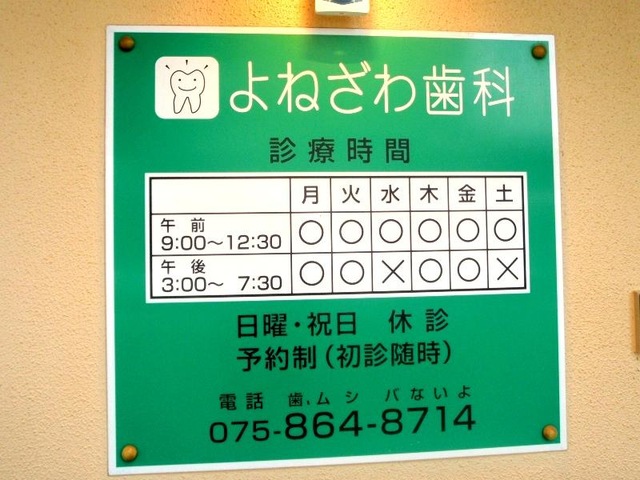 よねざわ歯科
診療時間
月 火 水 木 金 土
午前 9:00〜12:30 ○ ○ ○ ○ ○ ○
午後 3:00〜 7:30 ○ ○ × ○ ○ ×
日曜・祝日 休診
予約制(初診随時)
電話 歯、ムシ バないよ
075-864-8714